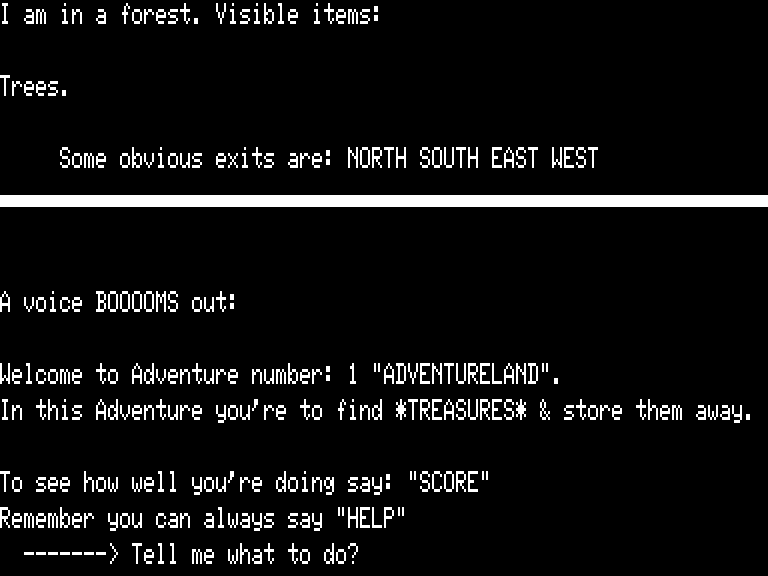 I am in a forest. Visible items:
Trees.
Some obvious exits are: NORTH SOUTH EAST WEST
A voice BOOOOMS out:
Welcome to Adventure number: 1 "ADVENTURELAND".
In this Adventure you're to find *TREASURES* & store them away.
To see how well you're doing say: "SCORE"
Remember you can always say "HELP"
-------> Tell me what to do?